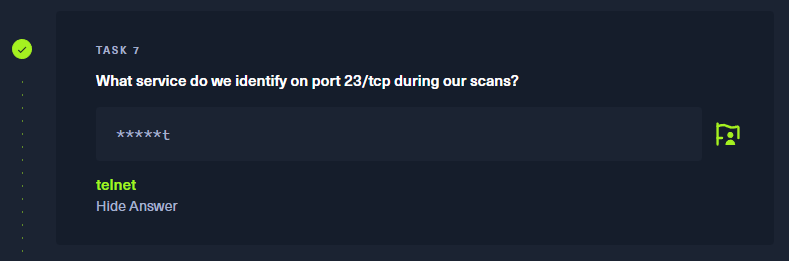 TASK 7
What service do we identify on port 23/tcp during our scans?
*****t
telnet
Hide Answer